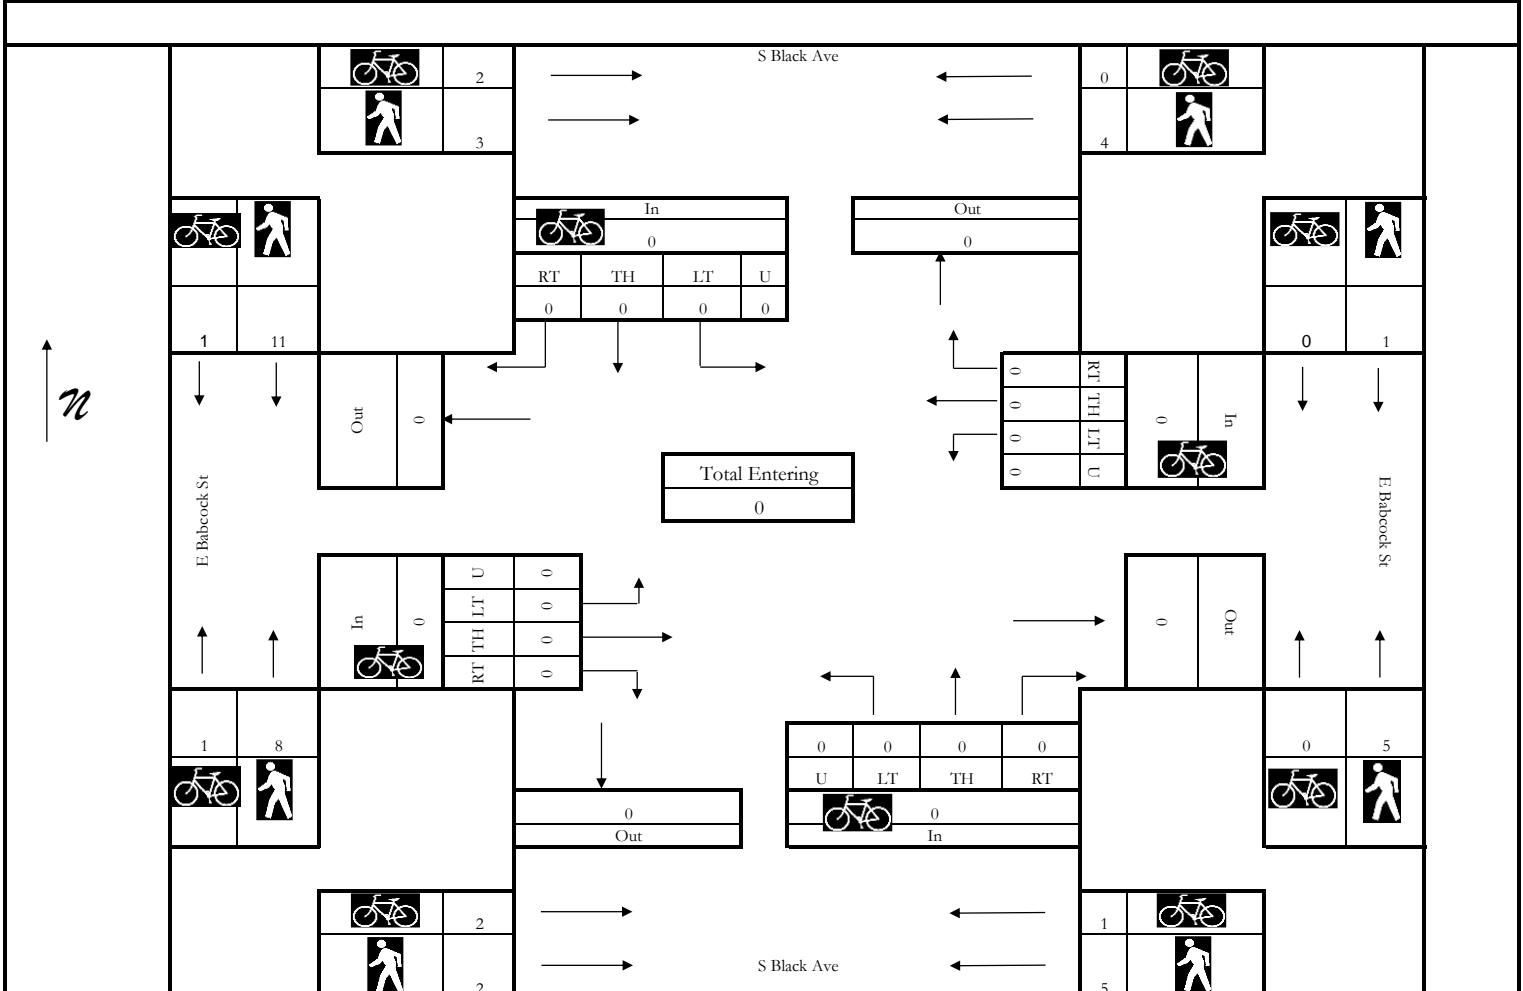 S Black Ave
2
0
3
4
In
Out
0
0
RT TH LT U
0 0 0 0
1 11
0 1
Out 0
0 RT
0 TH
0 LT
0 U
0 In
N
Total Entering
0
E Babcock St
E Babcock St
In 0
U 0
LT 0
TH 0
RT 0
0 Out
1 8
0 0 0 0
U LT TH RT
0 5
0
Out
0
In
2
1
S Black Ave
2
5